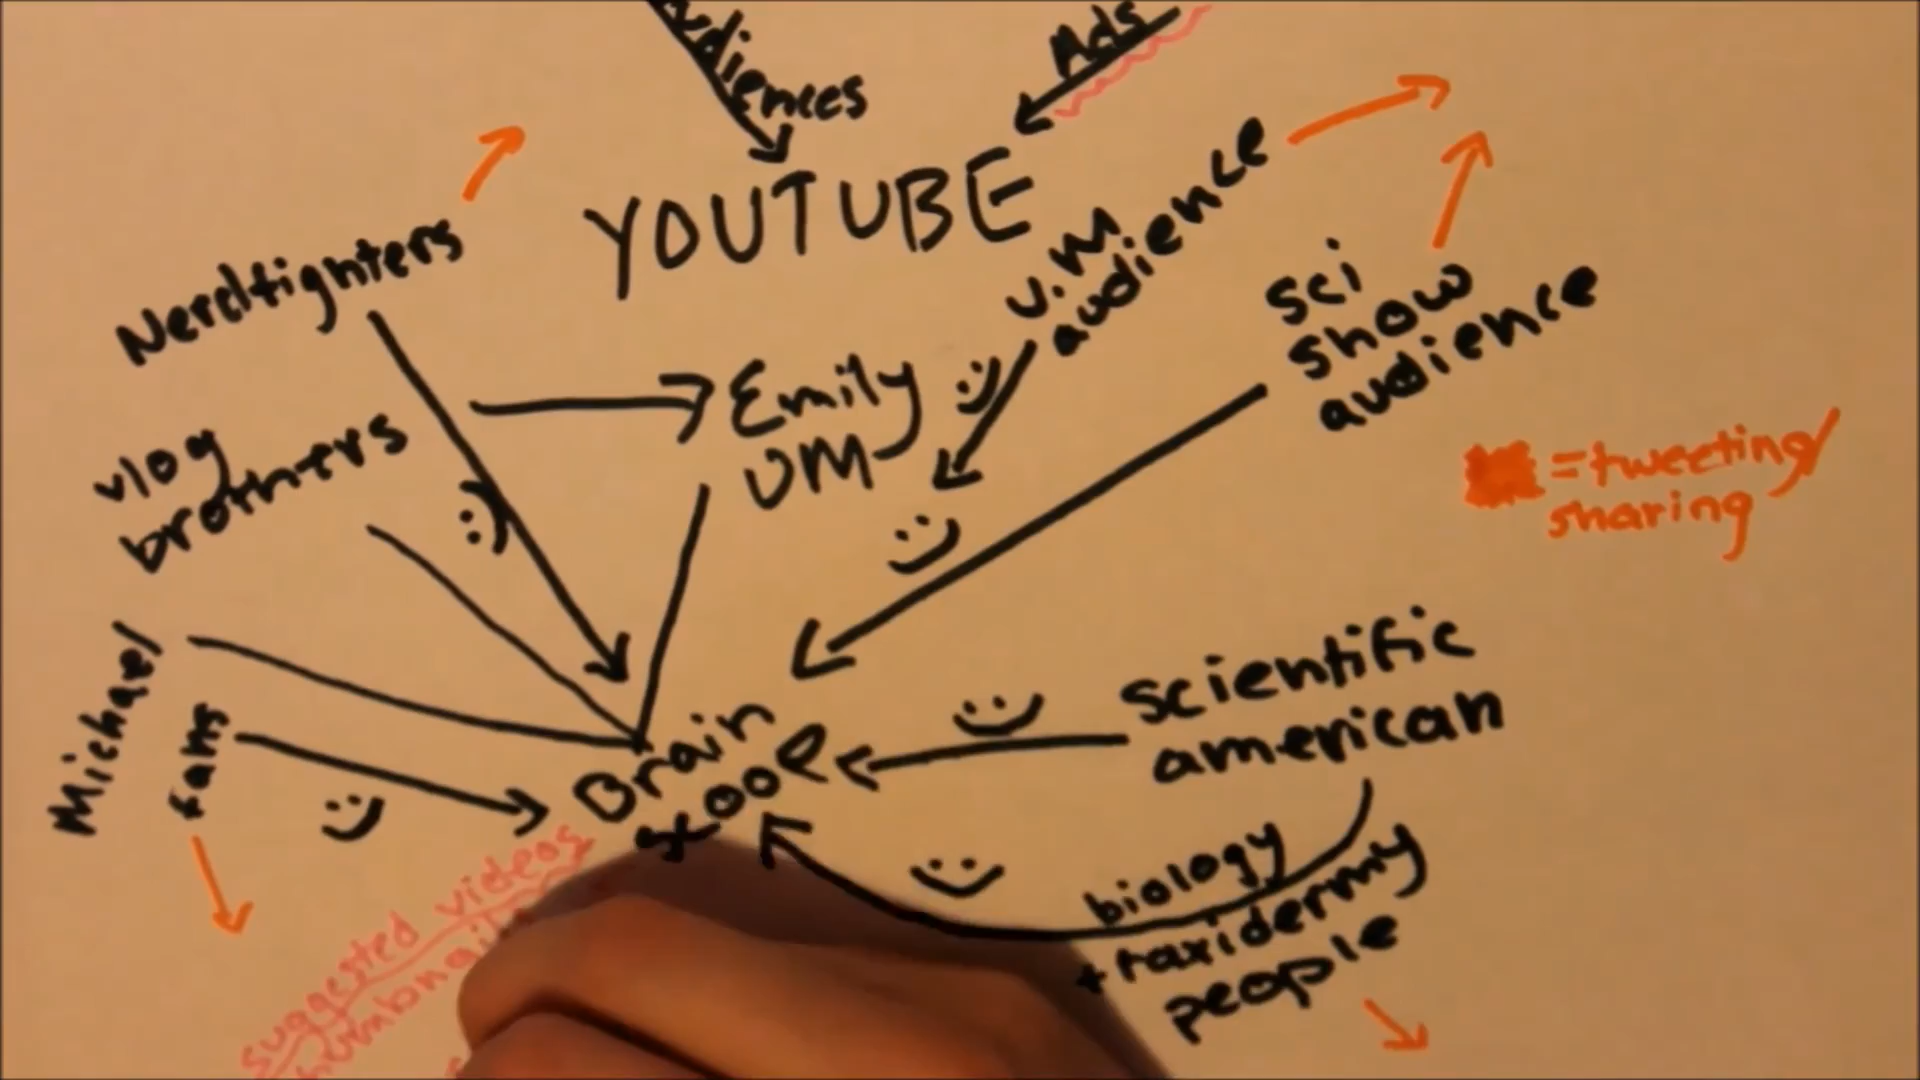 Audiences
Ads
YOUTUBE
Nerdfighters
V.M
audience
sci
show
audience
Emily
UM
vlog
brothers
= tweeting/
sharing
Michael
fans
Brain
scoop
scientific
american
suggested videos
biology
+ taxidermy
people